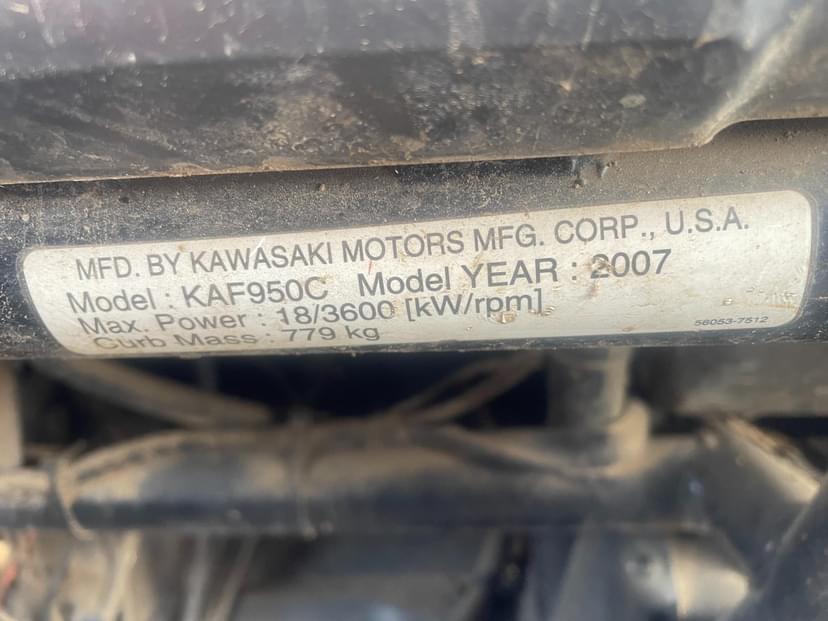 MFD. BY KAWASAKI MOTORS MFG. CORP., U.S.A.
Model : KAF950C Model YEAR : 2007
Max. Power : 18/3600 [kW/rpm]
Curb Mass : 779 kg
56053-7512